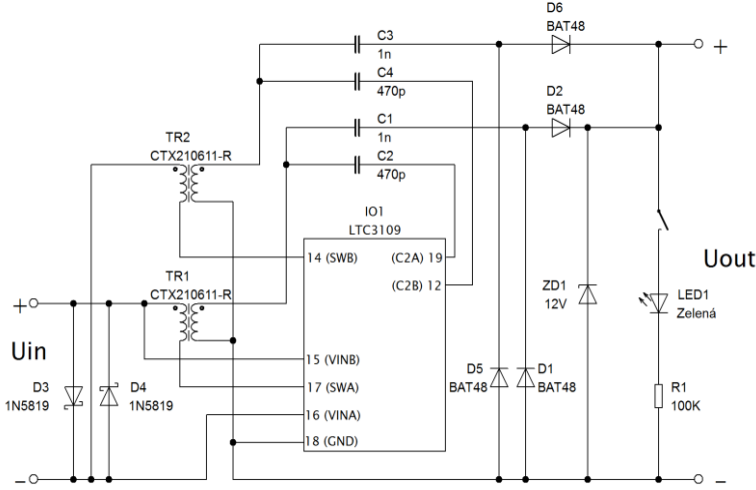 D6
BAT48
C3
1n
+
C4
470p
D2
BAT48
C1
1n
TR2
CTX210611-R
C2
470p
IO1
LTC3109
14 (SWB)
(C2A) 19
(C2B) 12
Uout
TR1
CTX210611-R
ZD1
12V
LED1
Zelená
+
Uin
15 (VINB)
D5
BAT48
D1
BAT48
D3
1N5819
D4
1N5819
17 (SWA)
R1
100K
16 (VINA)
18 (GND)
−
−